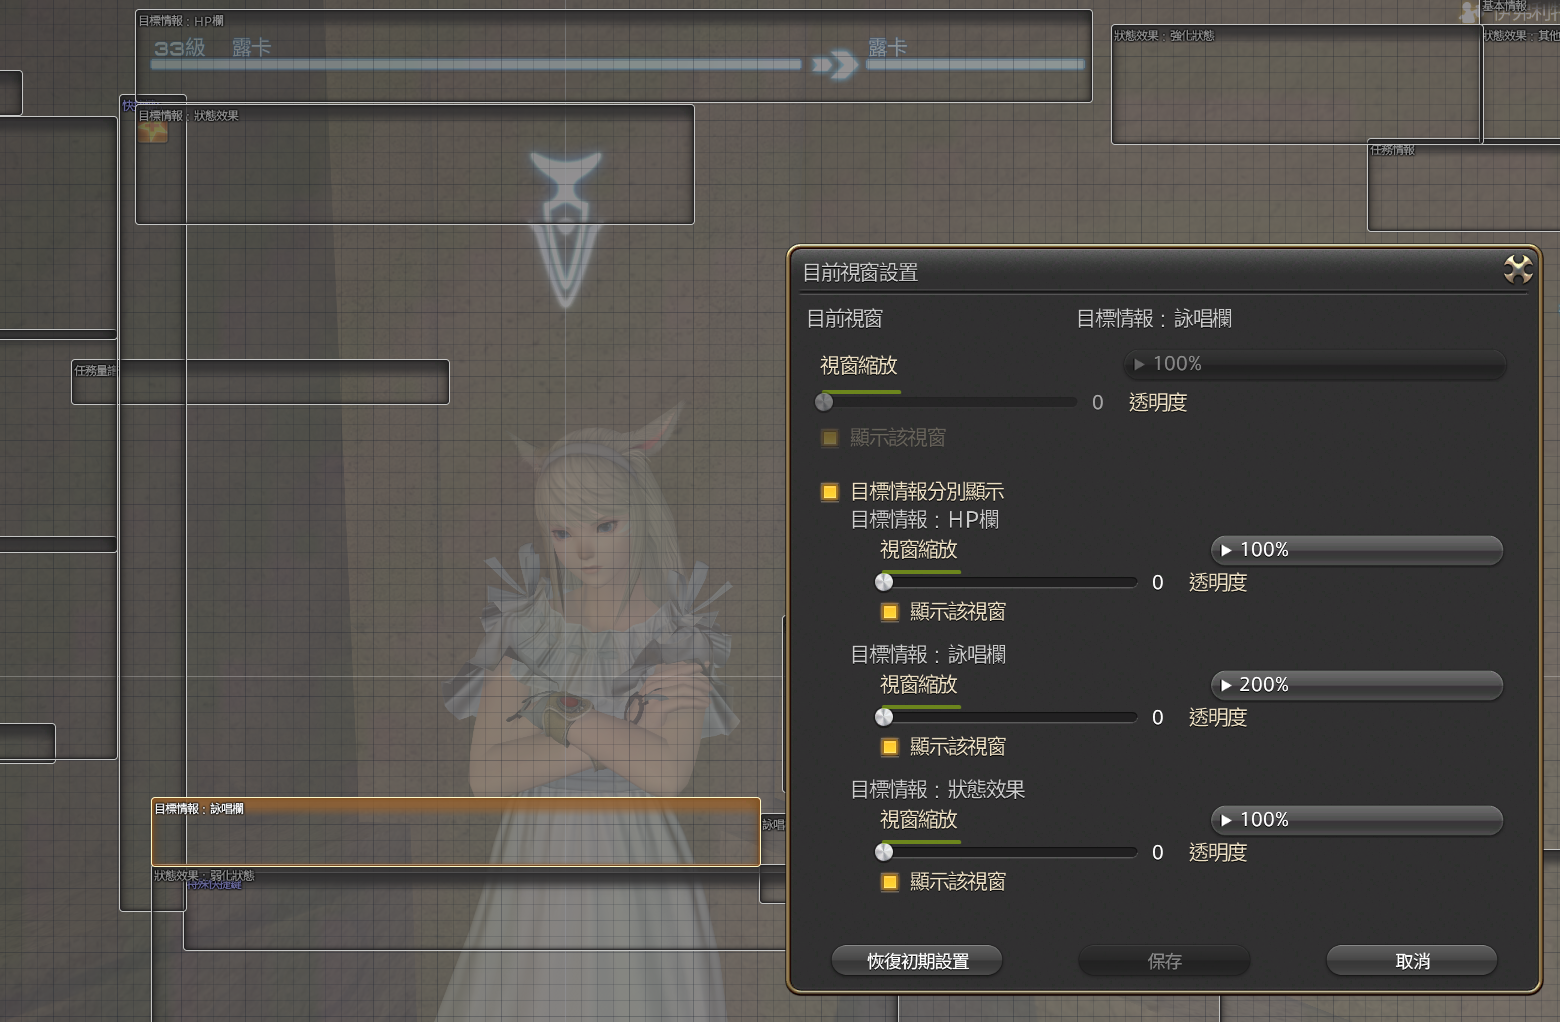 目標情報：HP欄
33級 露卡
露卡
狀態效果：強化狀態
基本情報
狀態效果：其他
目標情報：狀態效果
任務情報
任務量
目前視窗設置
目前視窗 目標情報：詠唱欄
視窗縮放 100%
0 透明度
顯示該視窗
目標情報分別顯示
目標情報：HP欄
視窗縮放 100%
0 透明度
顯示該視窗
目標情報：詠唱欄
視窗縮放 200%
0 透明度
顯示該視窗
目標情報：狀態效果
視窗縮放 100%
0 透明度
顯示該視窗
恢復初期設置 保存 取消
目標情報：詠唱欄
詠唱
狀態效果：弱化狀態
特殊快捷鍵